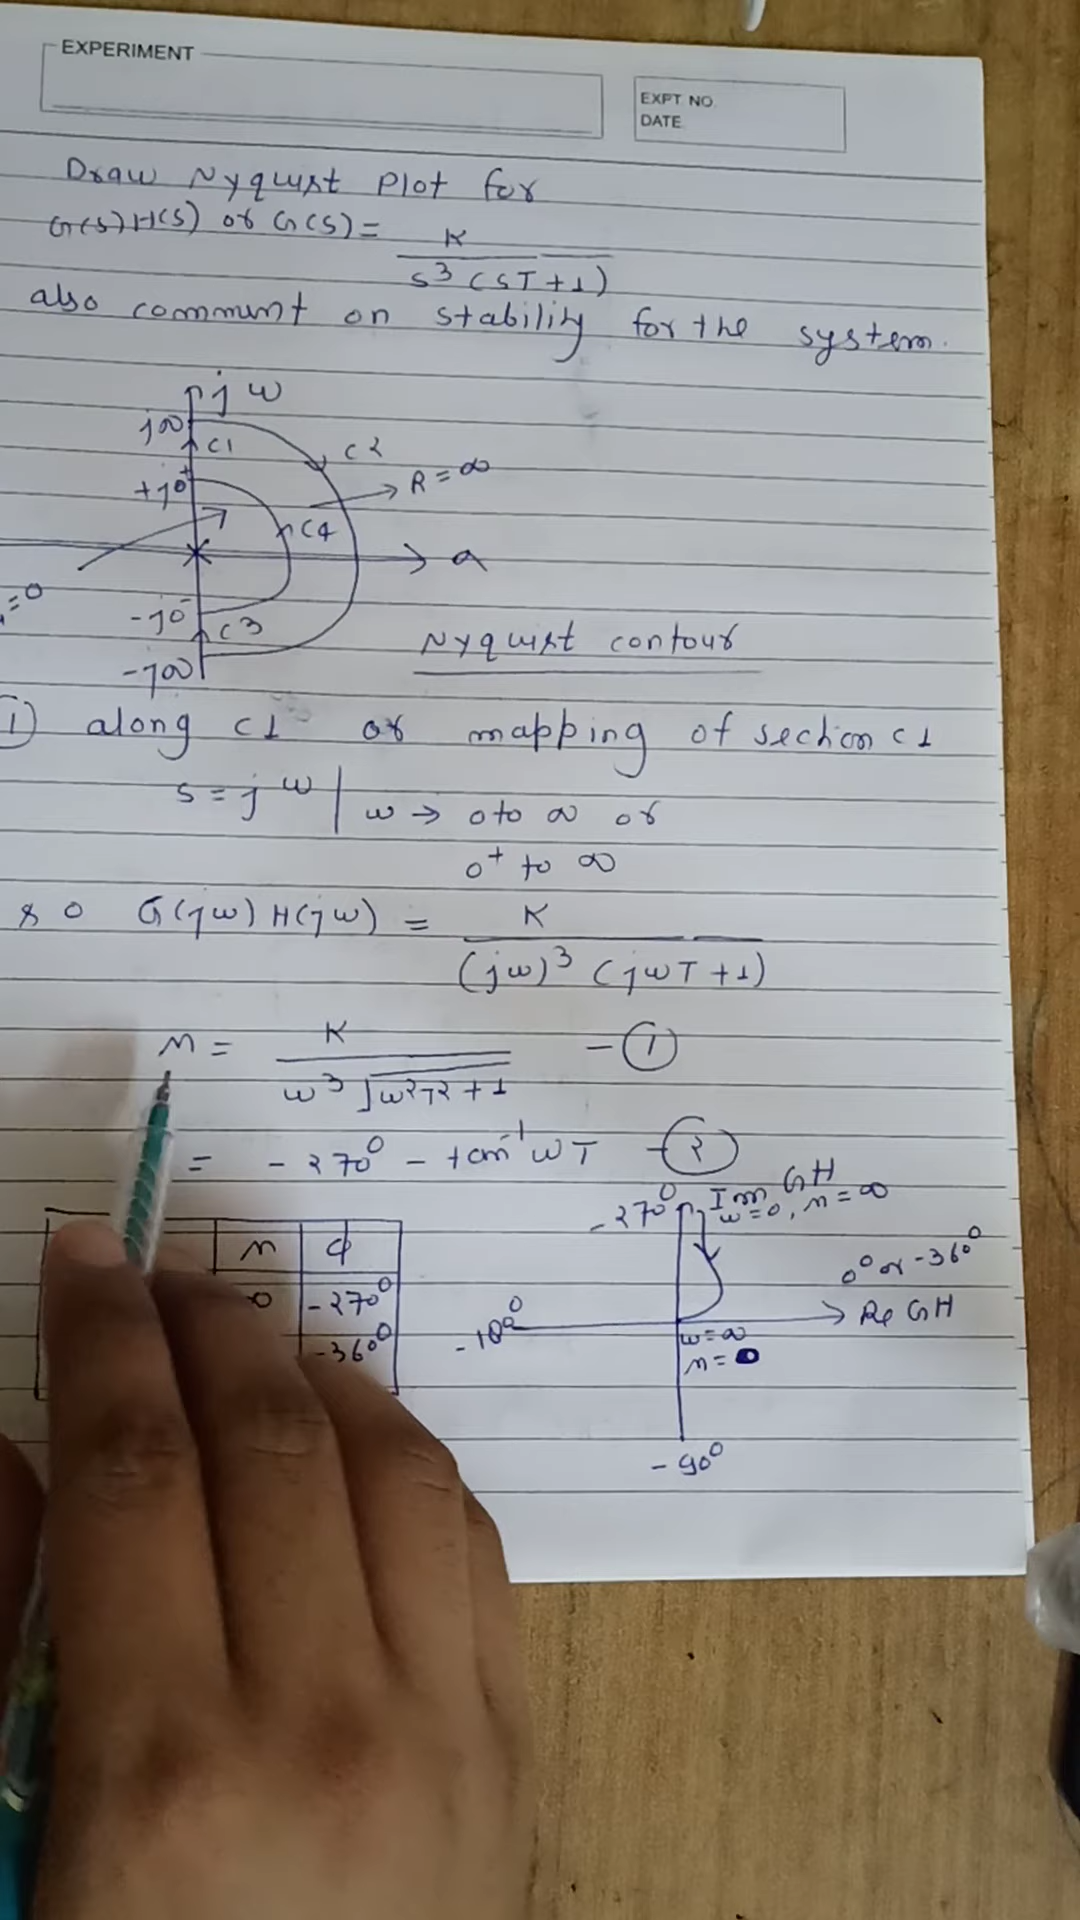 EXPERIMENT
EXPT. NO.
DATE
Draw Nyquist Plot for
G(s)H(s) or G(s) = K / s³(sT+1)
also comment on stability for the system.
jω
j∞
C1
C2
+j0⁺
R = ∞
C4
σ
=0
-j0⁻
C3
Nyquist contour
-j∞
① along C1 or mapping of section C1
s = jω | ω → 0 to ∞ or
0⁺ to ∞
so G(jω)H(jω) = K / (jω)³(jωT+1)
M = K / ω³√ω²T²+1 - ①
= -270° - tan⁻¹ωT - ②
M ϕ
-270°
-360°
-270° Im GH
ω=0, M=∞
0° or -360°
Re GH
-180°
ω=∞
M=0
-90°